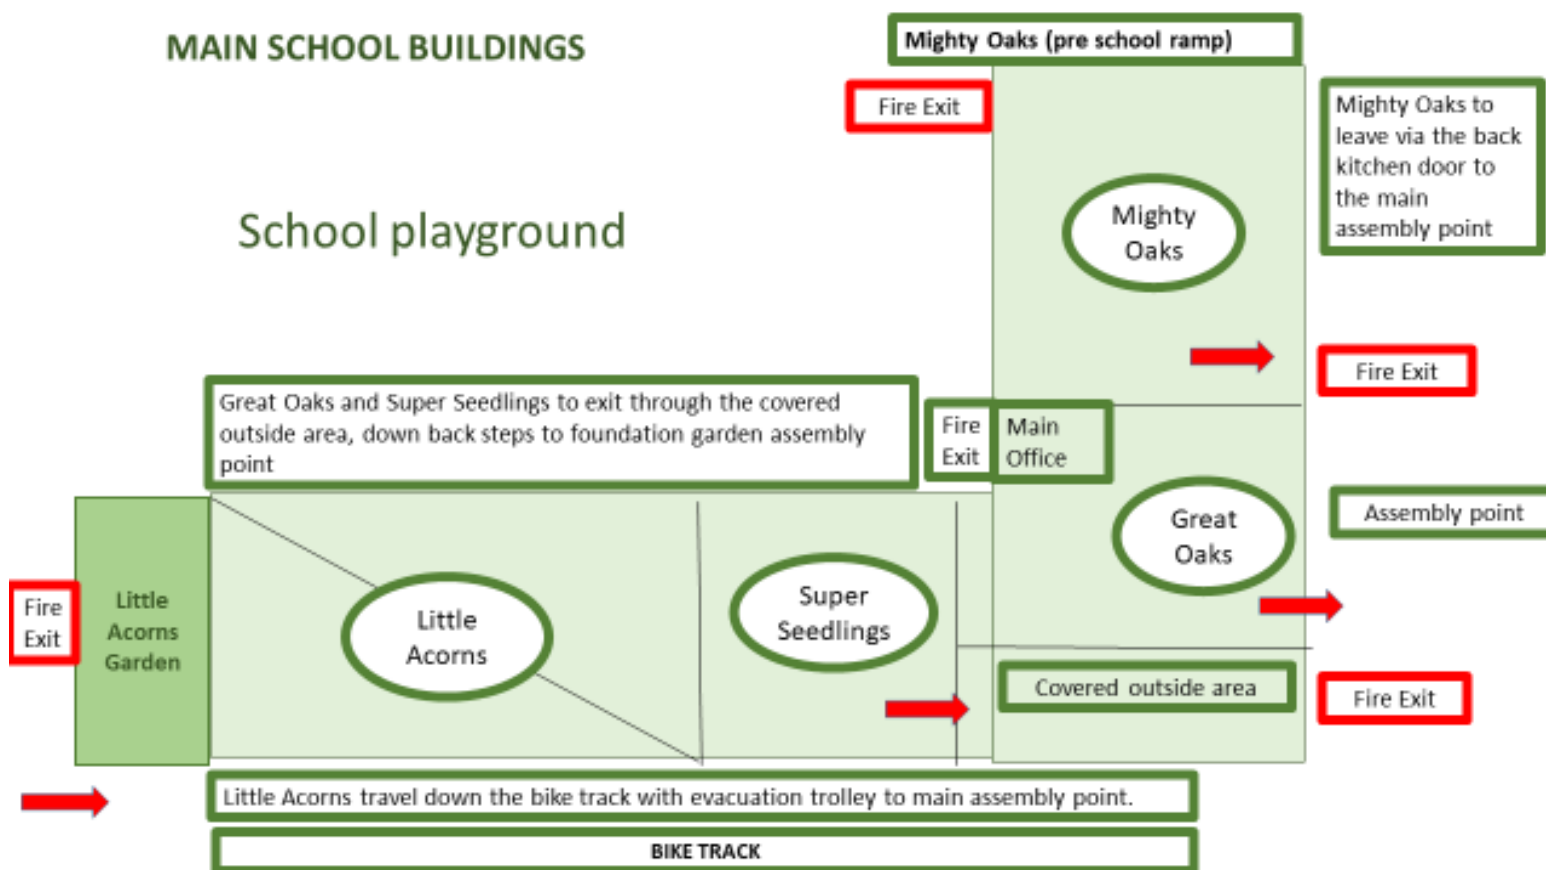 MAIN SCHOOL BUILDINGS
Mighty Oaks (pre school ramp)
Fire Exit
Mighty Oaks to
leave via the back
kitchen door to
the main
assembly point
School playground
Mighty
Oaks
Fire Exit
Great Oaks and Super Seedlings to exit through the covered
outside area, down back steps to foundation garden assembly
point
Fire
Exit
Main
Office
Great
Oaks
Assembly point
Fire
Exit
Little
Acorns
Garden
Little
Acorns
Super
Seedlings
Covered outside area
Fire Exit
Little Acorns travel down the bike track with evacuation trolley to main assembly point.
BIKE TRACK